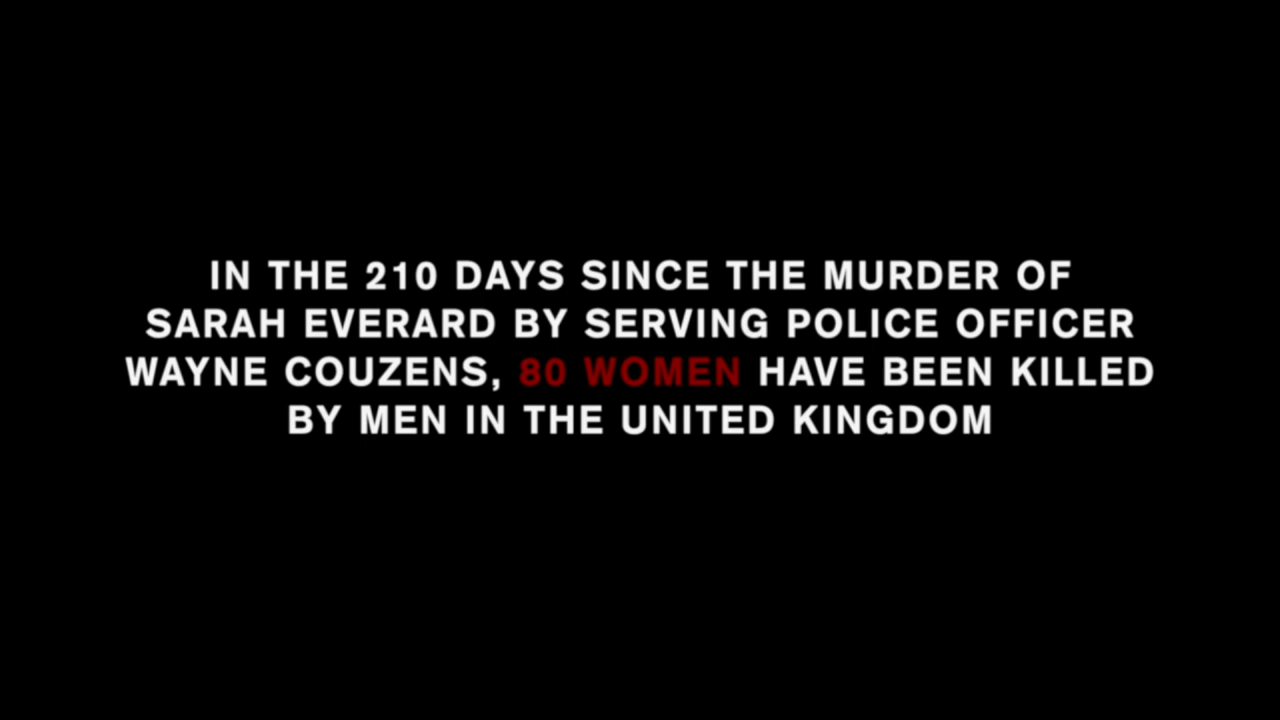 IN THE 210 DAYS SINCE THE MURDER OF
SARAH EVERARD BY SERVING POLICE OFFICER
WAYNE COUZENS, 80 WOMEN HAVE BEEN KILLED
BY MEN IN THE UNITED KINGDOM